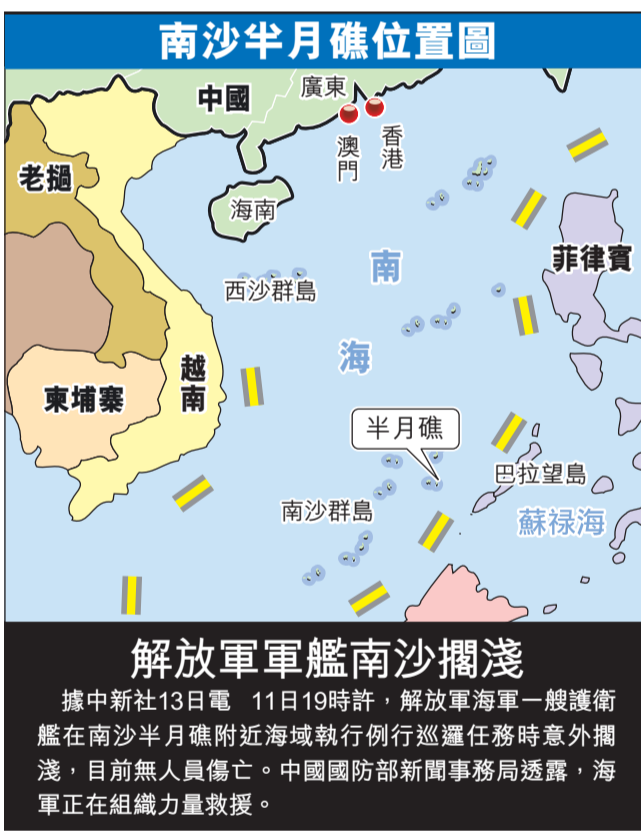 南沙半月礁位置圖
中國
廣東
澳門
香港
老撾
海南
南海
菲律賓
西沙群島
越南
柬埔寨
半月礁
巴拉望島
南沙群島
蘇禄海
解放軍軍艦南沙擱淺
據中新社13日電 11日19時許，解放軍海軍一艘護衛
艦在南沙半月礁附近海域執行例行巡邏任務時意外擱
淺，目前無人員傷亡。中國國防部新聞事務局透露，海
軍正在組織力量救援。